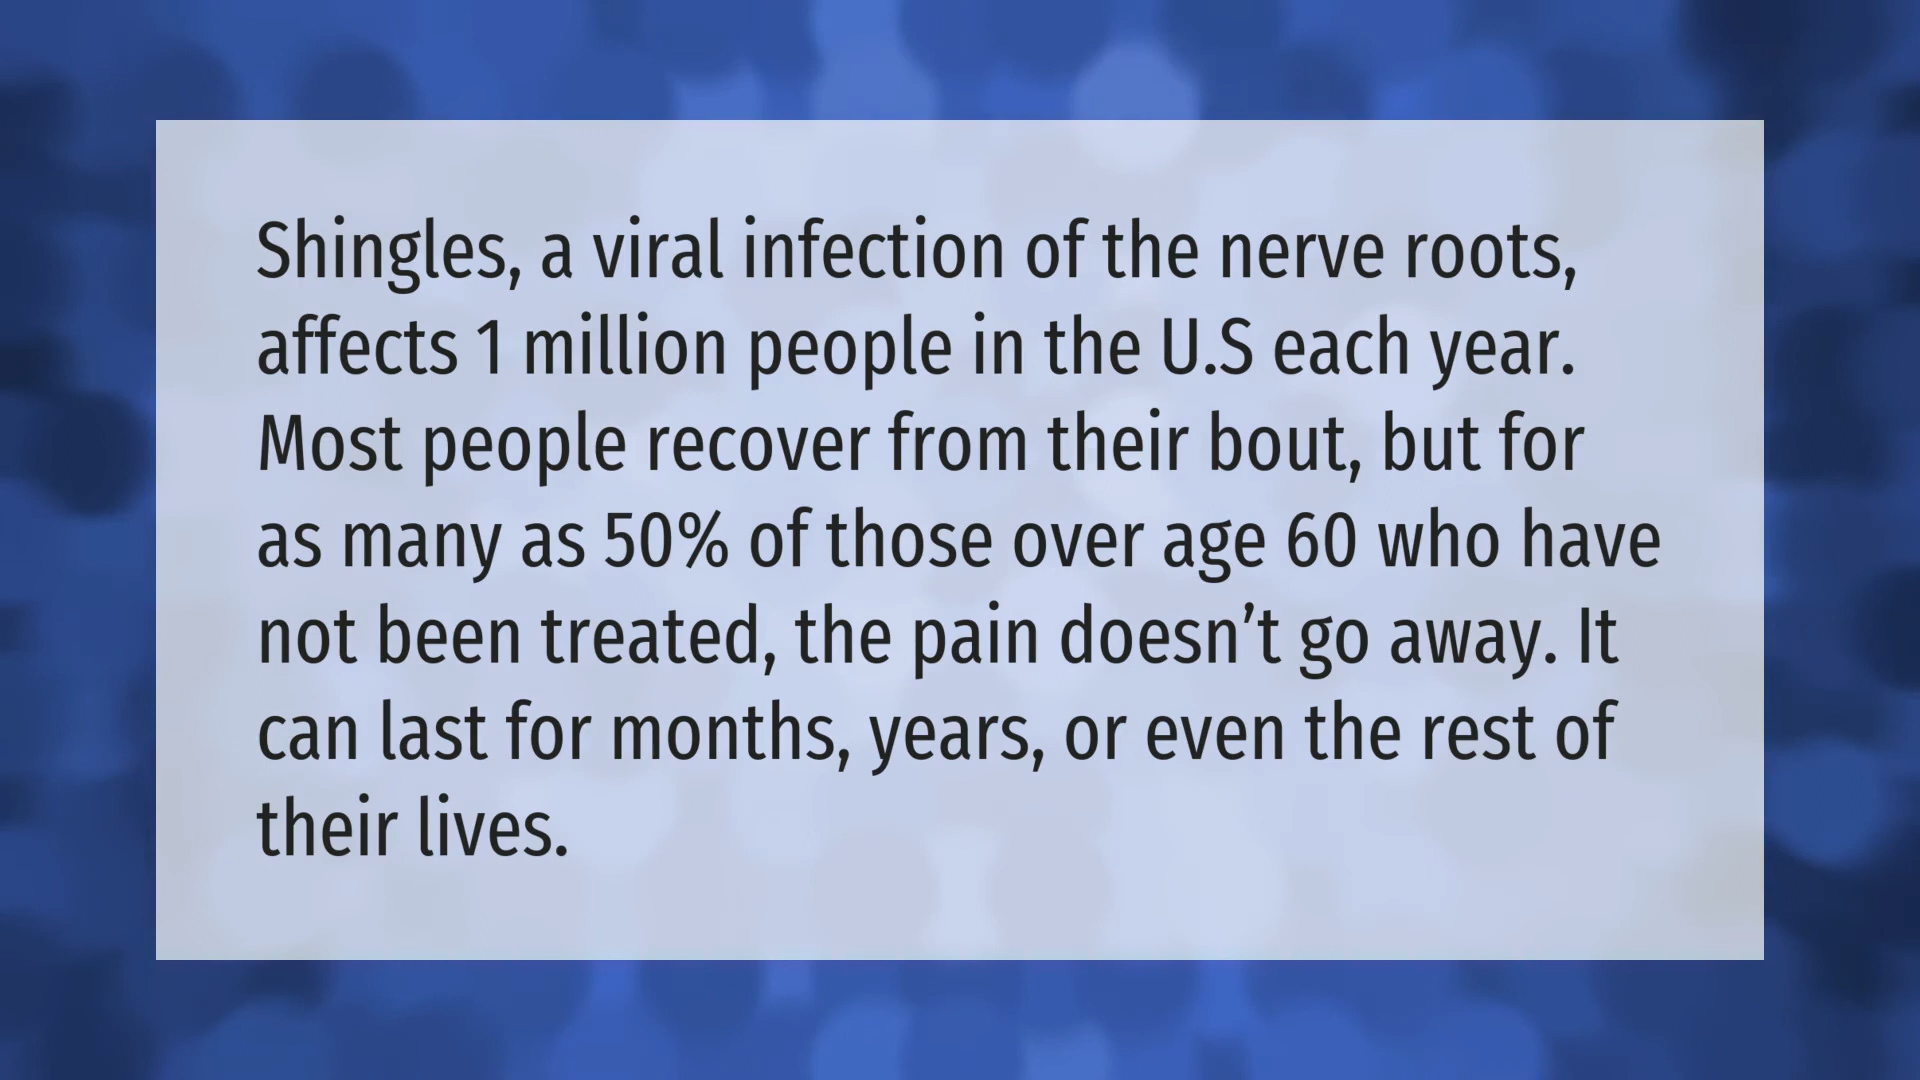 Shingles, a viral infection of the nerve roots,
affects 1 million people in the U.S each year.
Most people recover from their bout, but for
as many as 50% of those over age 60 who have
not been treated, the pain doesn’t go away. It
can last for months, years, or even the rest of
their lives.